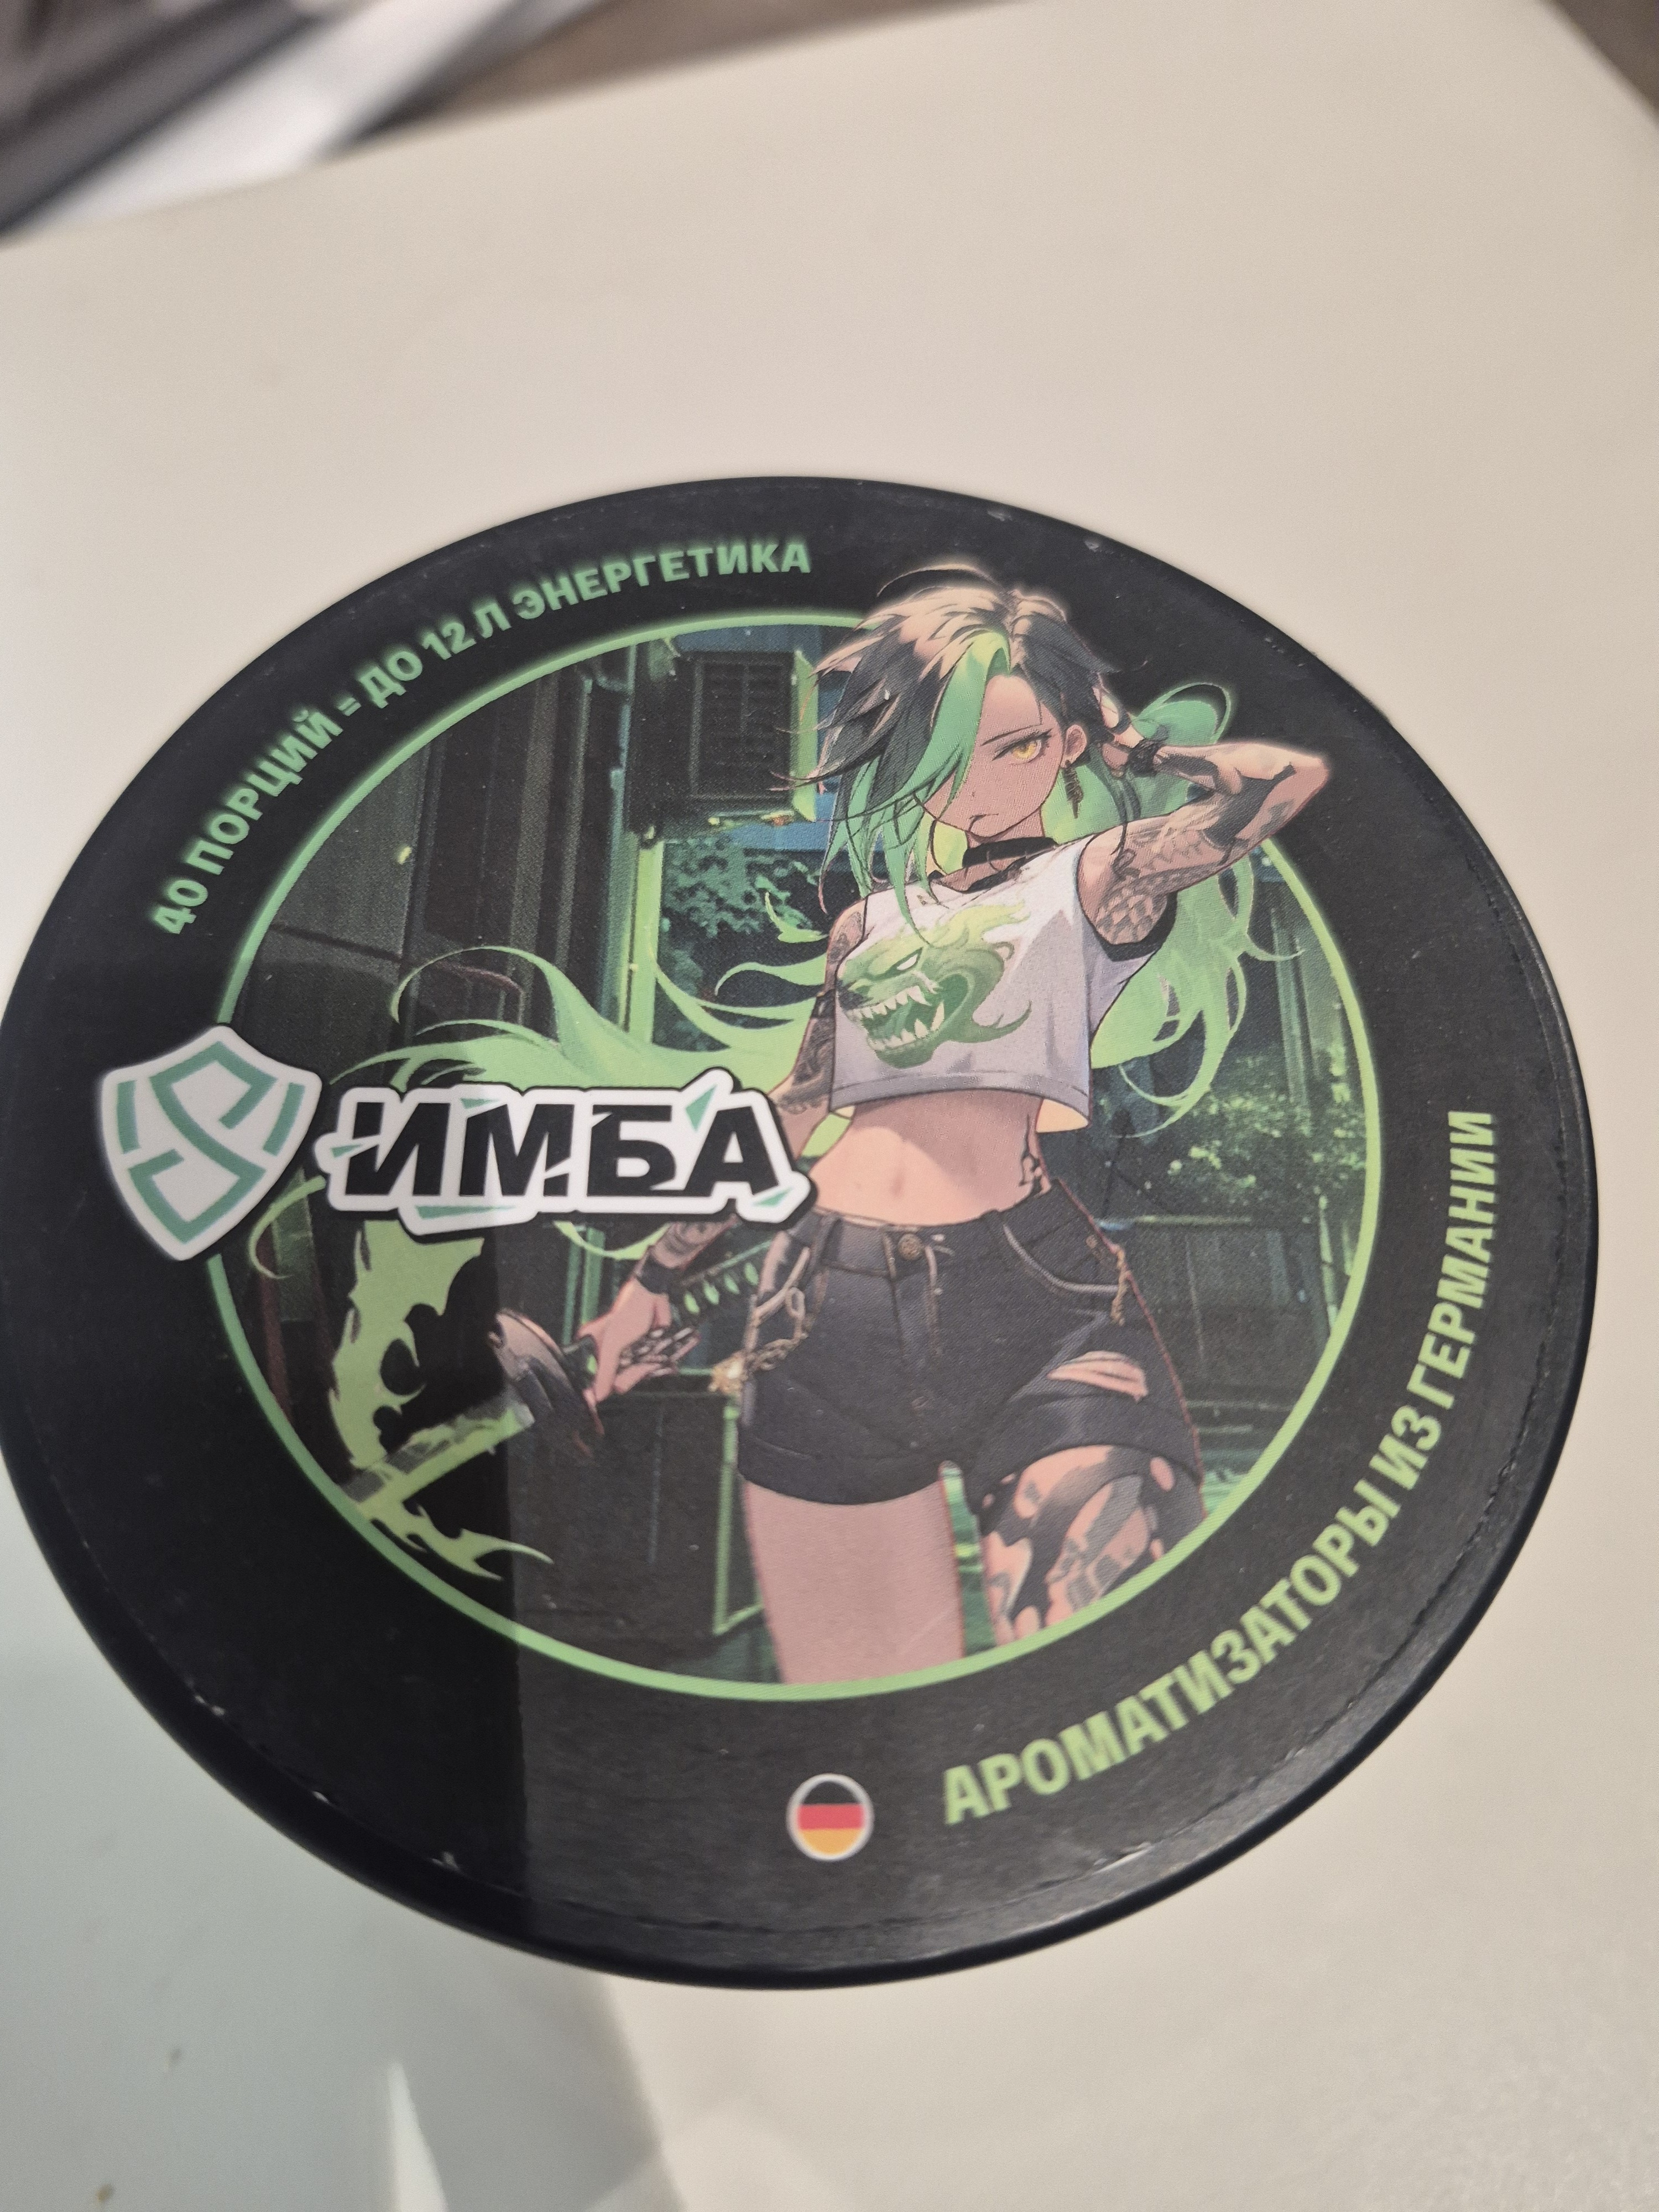 40 ПОРЦИЙ = ДО 12 Л ЭНЕРГЕТИКА
ИМБА
АРОМАТИЗАТОРЫ ИЗ ГЕРМАНИИ